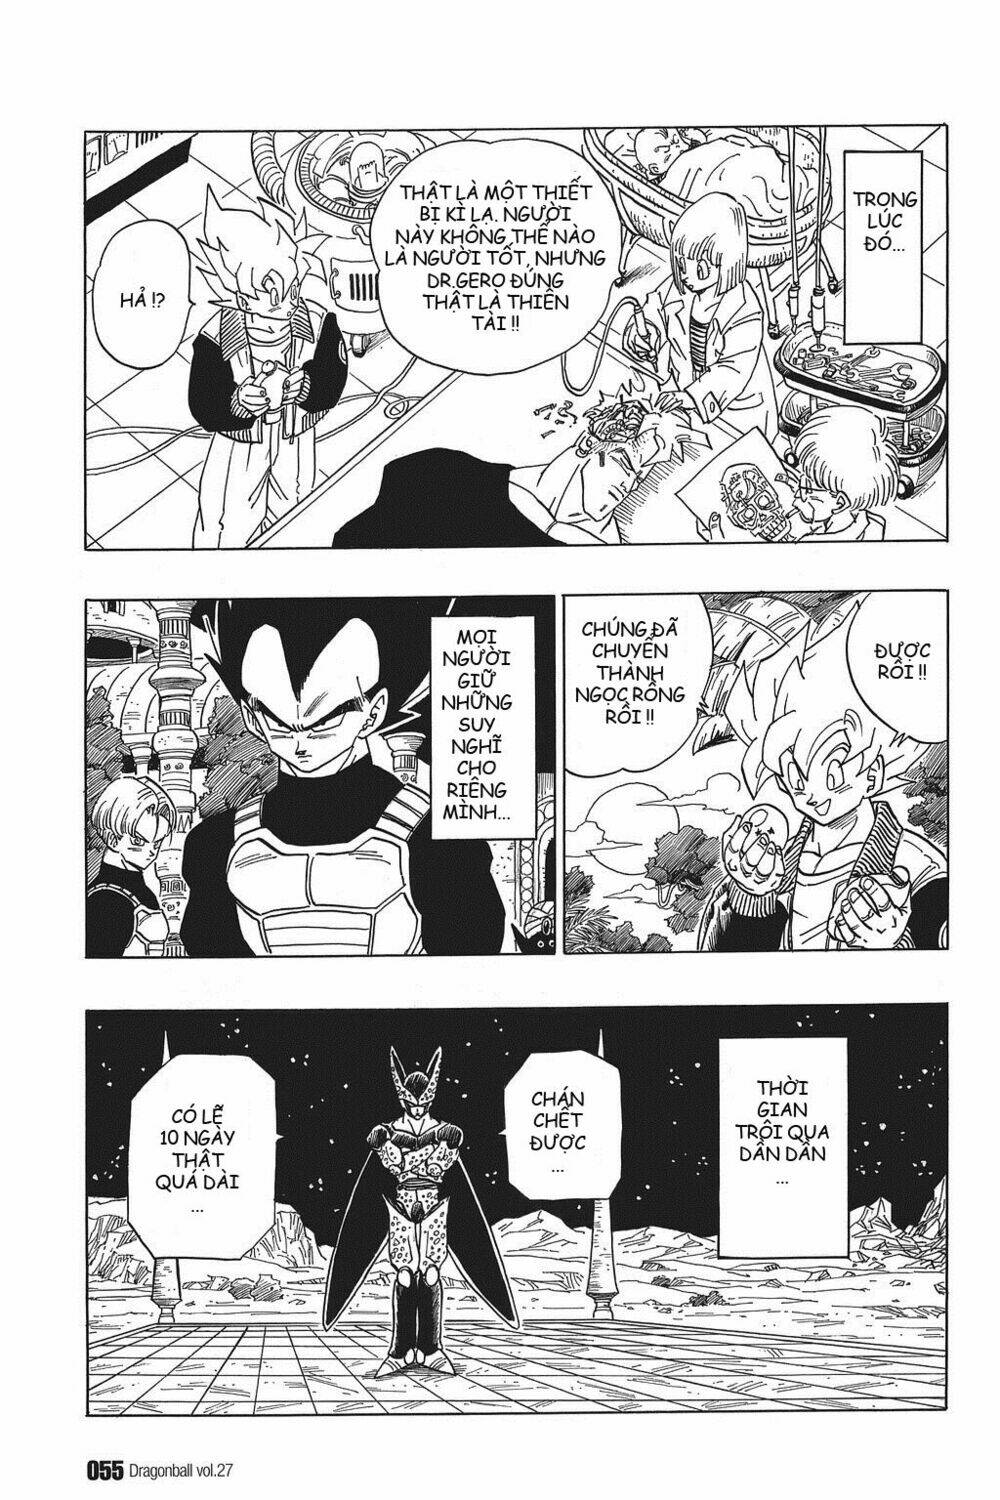 TRONG
LÚC
ĐÓ...
THẬT LÀ MỘT THIẾT
BỊ KÌ LẠ. NGƯỜI
NÀY KHÔNG THỂ NÀO
LÀ NGƯỜI TỐT, NHƯNG
DR.GERO ĐÚNG
THẬT LÀ THIÊN
TÀI !!
HẢ !?
ĐƯỢC
RỒI !!
CHÚNG ĐÃ
CHUYỂN
THÀNH
NGỌC RỒNG
RỒI !!
MỌI
NGƯỜI
GIỮ
NHỮNG
SUY
NGHĨ
CHO
RIÊNG
MÌNH...
THỜI
GIAN
TRÔI QUA
DẦN DẦN
...
CHÁN
CHẾT
ĐƯỢC
...
CÓ LẼ
10 NGÀY
THẬT
QUÁ DÀI
...
055 Dragonball vol.27